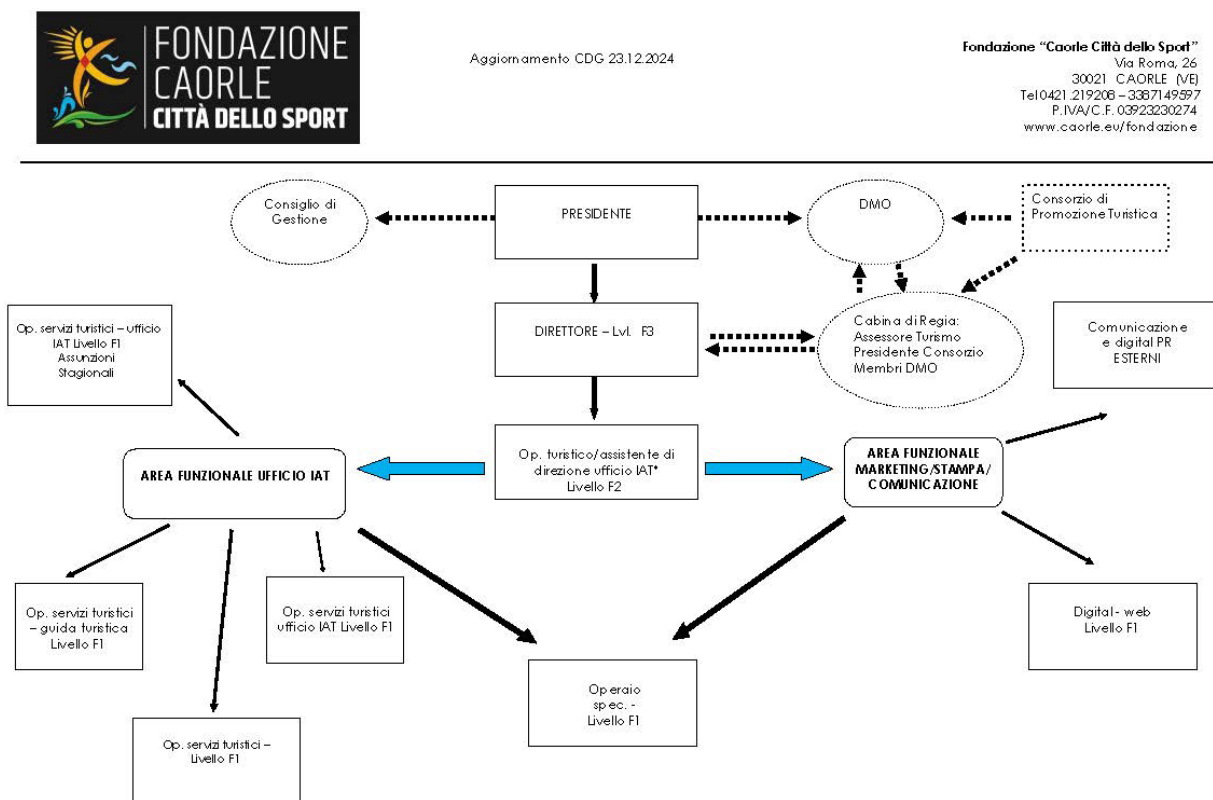 FONDAZIONE
CAORLE
CITTÀ DELLO SPORT
Aggiornamento CDG 23.12.2024
Fondazione “Caorle Città dello Sport”
Via Roma, 26
30021 CAORLE (VE)
Tel 0421.219208 – 3387149597
P.IVA/C.F. 03923230274
www.caorle.eu/fondazione
Consiglio di
Gestione
PRESIDENTE
DMO
Consorzio di
Promozione Turistica
Op. servizi turistici – ufficio
IAT Livello F1
Assunzioni
Stagionali
DIRETTORE – Lvl. F3
Cabina di Regia:
Assessore Turismo
Presidente Consorzio
Membri DMO
Comunicazione
e digital PR
ESTERNI
AREA FUNZIONALE UFFICIO IAT
Op. turistico/assistente di
direzione ufficio IAT*
Livello F2
AREA FUNZIONALE
MARKETING/STAMPA/
COMUNICAZIONE
Op. servizi turistici
– guida turistica
Livello F1
Op. servizi turistici
ufficio IAT Livello F1
Digital - web
Livello F1
Operaio
spec. -
Livello F1
Op. servizi turistici –
Livello F1